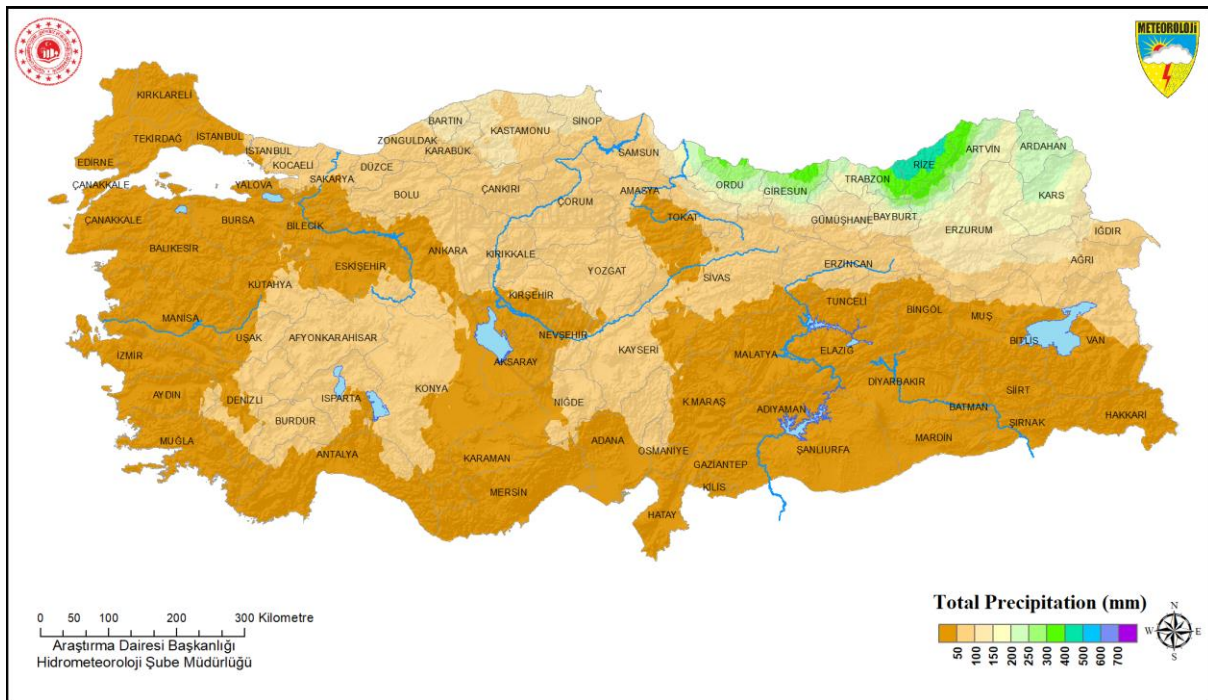 METEOROLOJİ
KIRKLARELİ
TEKİRDAĞ
İSTANBUL
EDİRNE
ÇANAKKALE
İSTANBUL
KOCAELİ
YALOVA
SAKARYA
DÜZCE
ZONGULDAK
BARTIN
KARABÜK
KASTAMONU
SİNOP
SAMSUN
BOLU
ÇANKIRI
ÇORUM
AMASYA
TOKAT
ORDU
GİRESUN
TRABZON
RİZE
ARTVİN
ARDAHAN
KARS
GÜMÜŞHANE
BAYBURT
ERZURUM
IĞDIR
AĞRI
ÇANAKKALE
BURSA
BİLECİK
BALIKESİR
ESKİŞEHİR
ANKARA
KIRIKKALE
YOZGAT
SİVAS
ERZİNCAN
KÜTAHYA
KIRŞEHİR
TUNCELİ
BİNGÖL
MUŞ
MANİSA
UŞAK
AFYONKARAHİSAR
NEVŞEHİR
AKSARAY
KAYSERİ
MALATYA
ELAZIĞ
BİTLİS
VAN
İZMİR
AYDIN
DENİZLİ
ISPARTA
KONYA
NİĞDE
K.MARAŞ
ADIYAMAN
DİYARBAKIR
BATMAN
SİİRT
ŞIRNAK
HAKKARİ
BURDUR
MUĞLA
ANTALYA
KARAMAN
ADANA
OSMANİYE
ŞANLIURFA
MARDİN
MERSİN
GAZİANTEP
KİLİS
HATAY
0 50 100 200 300 Kilometre
Araştırma Dairesi Başkanlığı
Hidrometeoroloji Şube Müdürlüğü
Total Precipitation (mm)
50 100 150 200 250 300 400 500 600 700
N
W E
S